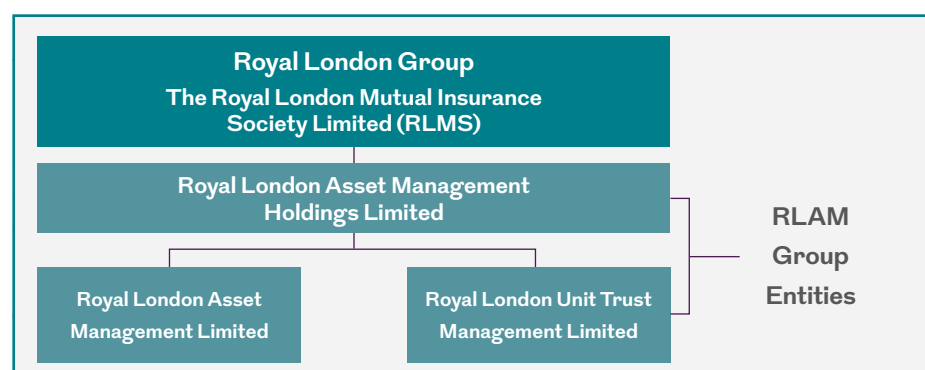 Royal London Group
The Royal London Mutual Insurance
Society Limited (RLMS)
Royal London Asset Management
Holdings Limited
Royal London Asset
Management Limited
Royal London Unit Trust
Management Limited
RLAM
Group
Entities